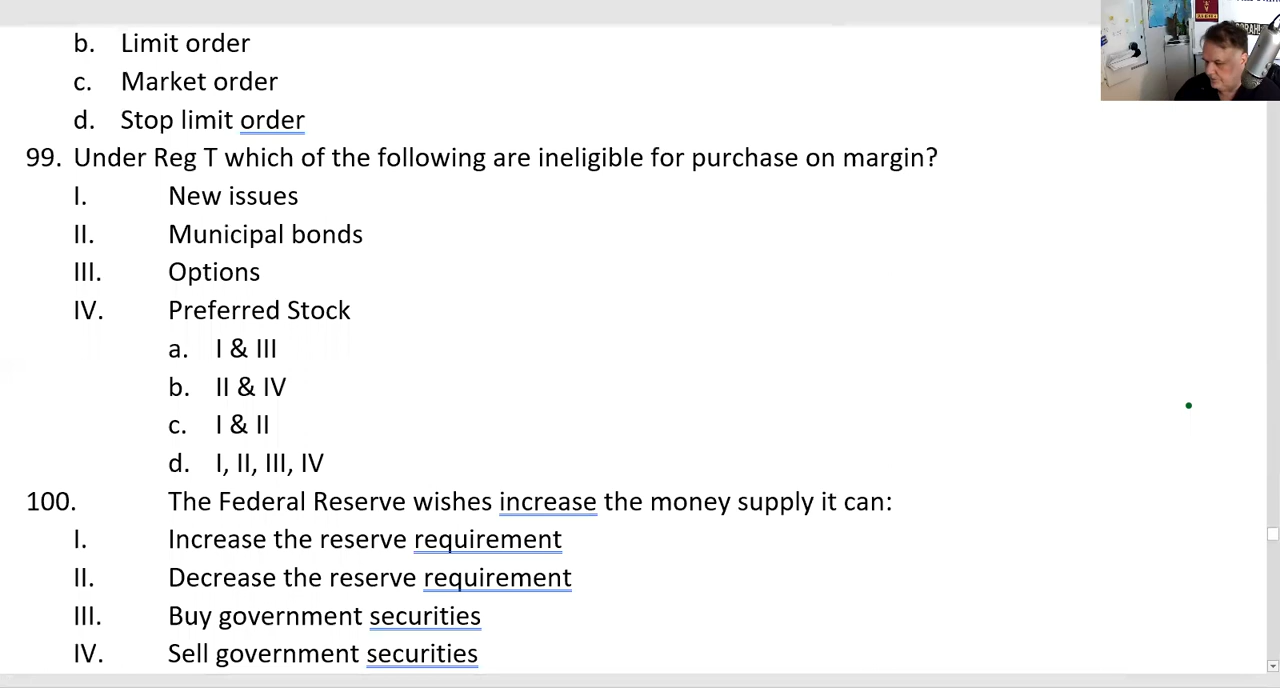 b. Limit order
c. Market order
d. Stop limit order
99. Under Reg T which of the following are ineligible for purchase on margin?
I. New issues
II. Municipal bonds
III. Options
IV. Preferred Stock
a. I & III
b. II & IV
c. I & II
d. I, II, III, IV
100. The Federal Reserve wishes increase the money supply it can:
I. Increase the reserve requirement
II. Decrease the reserve requirement
III. Buy government securities
IV. Sell government securities